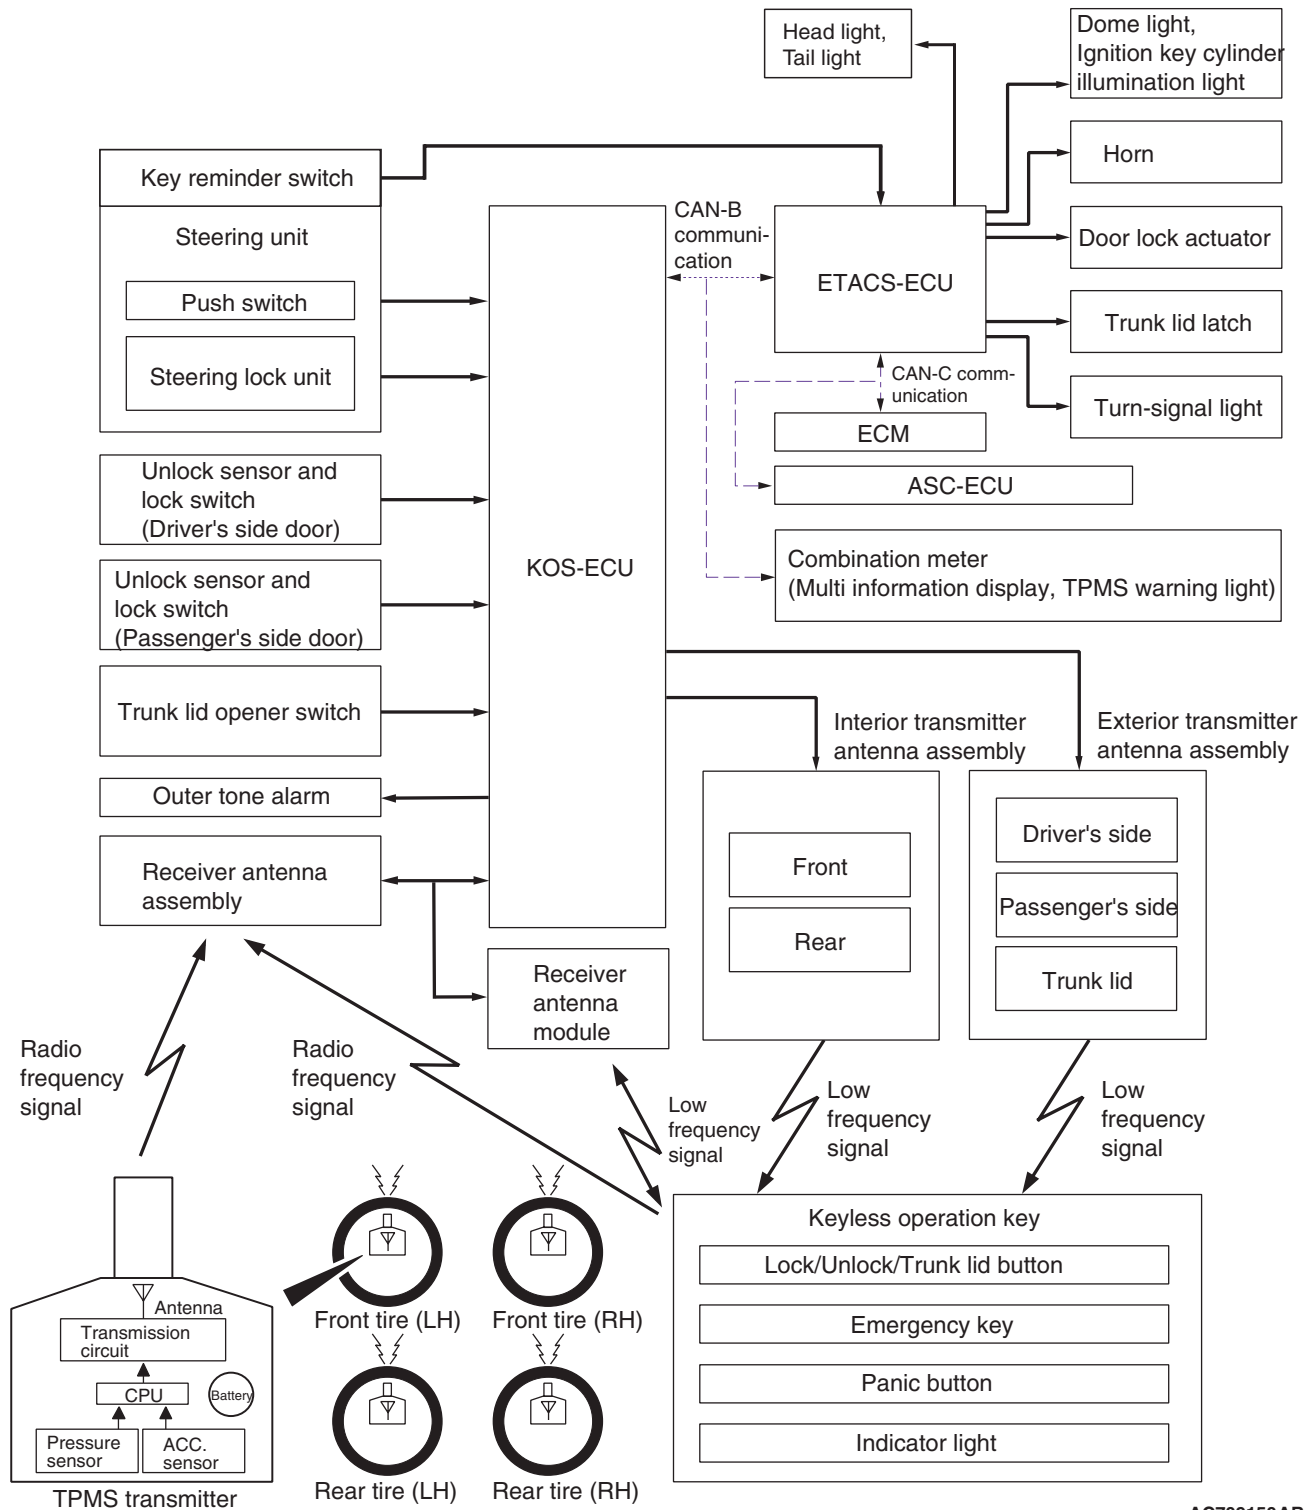 Head light,
Tail light
Dome light,
Ignition key cylinder
illumination light
Horn
Key reminder switch
Steering unit
Push switch
Steering lock unit
CAN-B
communi-
cation
ETACS-ECU
Door lock actuator
Trunk lid latch
Turn-signal light
CAN-C comm-
unication
ECM
ASC-ECU
Unlock sensor and
lock switch
(Driver's side door)
KOS-ECU
Combination meter
(Multi information display, TPMS warning light)
Unlock sensor and
lock switch
(Passenger's side door)
Trunk lid opener switch
Outer tone alarm
Receiver antenna
assembly
Interior transmitter
antenna assembly
Exterior transmitter
antenna assembly
Front
Rear
Driver's side
Passenger's side
Trunk lid
Receiver
antenna
module
Radio
frequency
signal
Radio
frequency
signal
Low
frequency
signal
Low
frequency
signal
Low
frequency
signal
Keyless operation key
Lock/Unlock/Trunk lid button
Emergency key
Panic button
Indicator light
Antenna
Transmission
circuit
CPU
Battery
Pressure
sensor
ACC.
sensor
TPMS transmitter
Front tire (LH)
Front tire (RH)
Rear tire (LH)
Rear tire (RH)